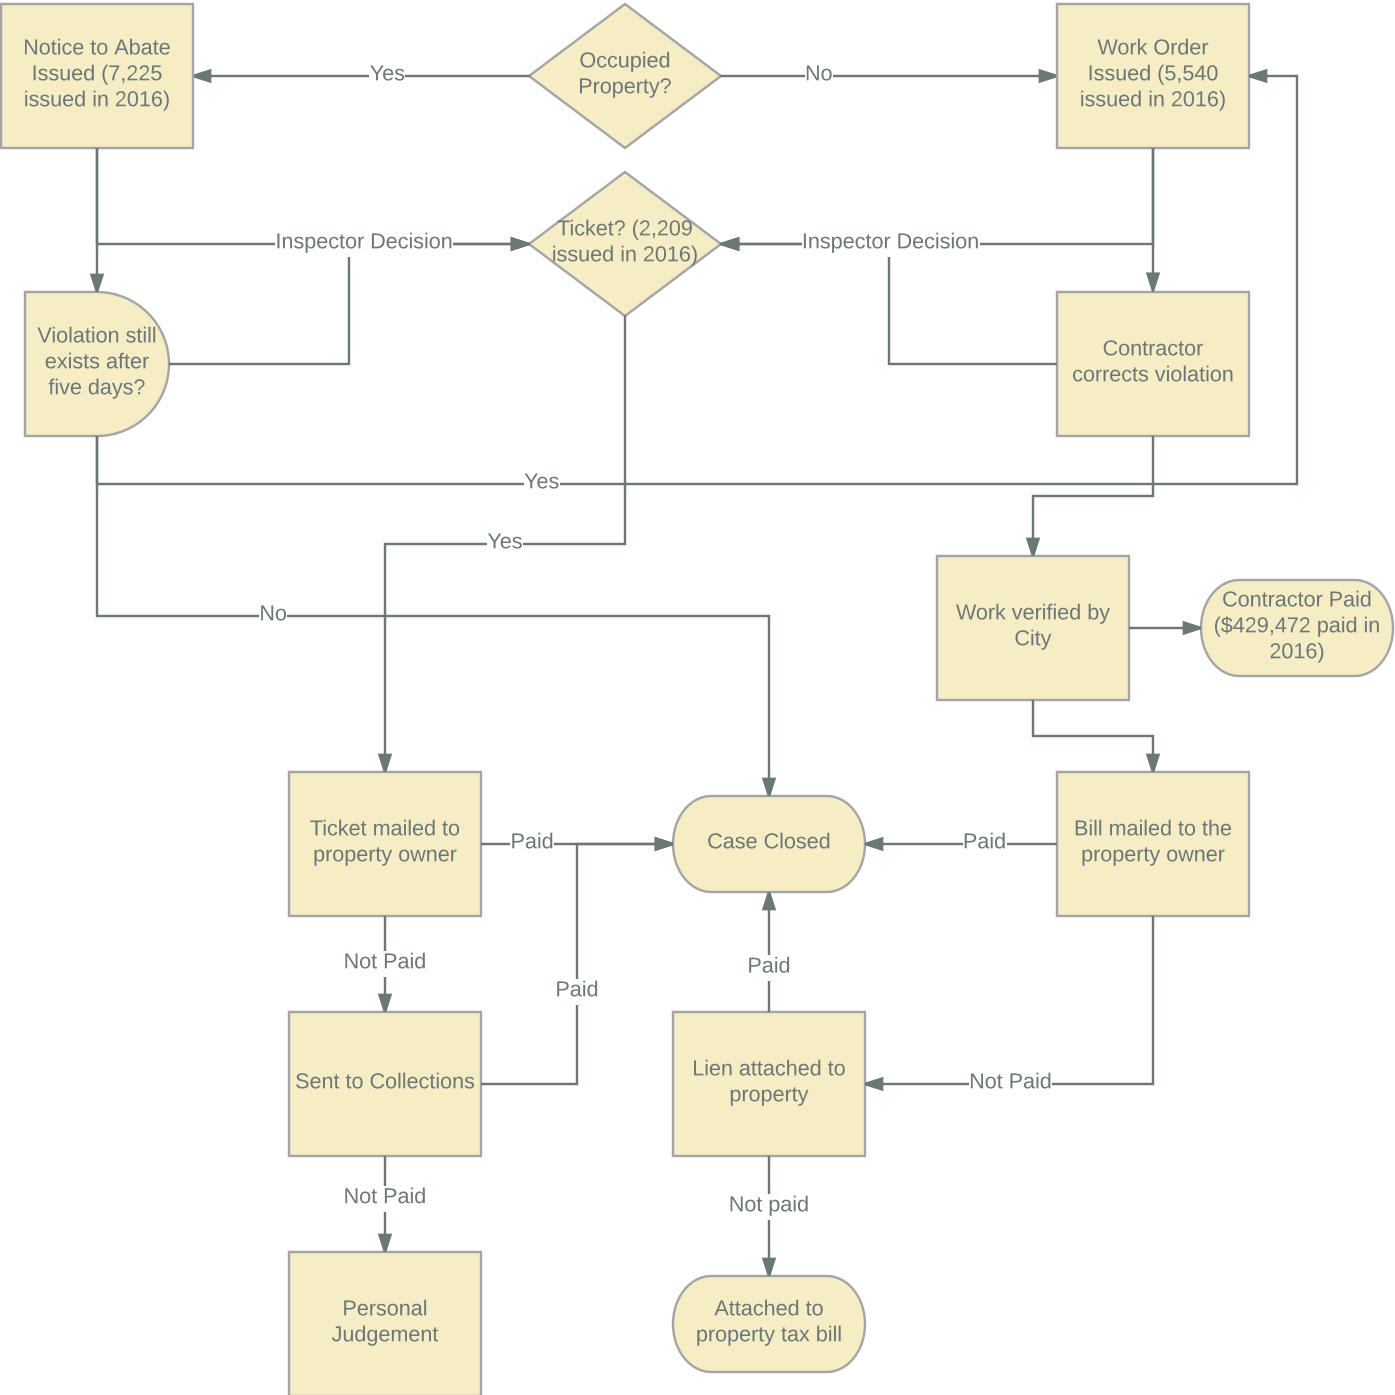 Notice to Abate
Issued (7,225
issued in 2016)
Yes
Occupied
Property?
No
Work Order
Issued (5,540
issued in 2016)
Inspector Decision
Ticket? (2,209
issued in 2016)
Inspector Decision
Violation still
exists after
five days?
Contractor
corrects violation
Yes
Yes
No
Work verified by
City
Contractor Paid
($429,472 paid in
2016)
Ticket mailed to
property owner
Paid
Case Closed
Paid
Bill mailed to the
property owner
Not Paid
Paid
Paid
Sent to Collections
Lien attached to
property
Not Paid
Not Paid
Not paid
Personal
Judgement
Attached to
property tax bill